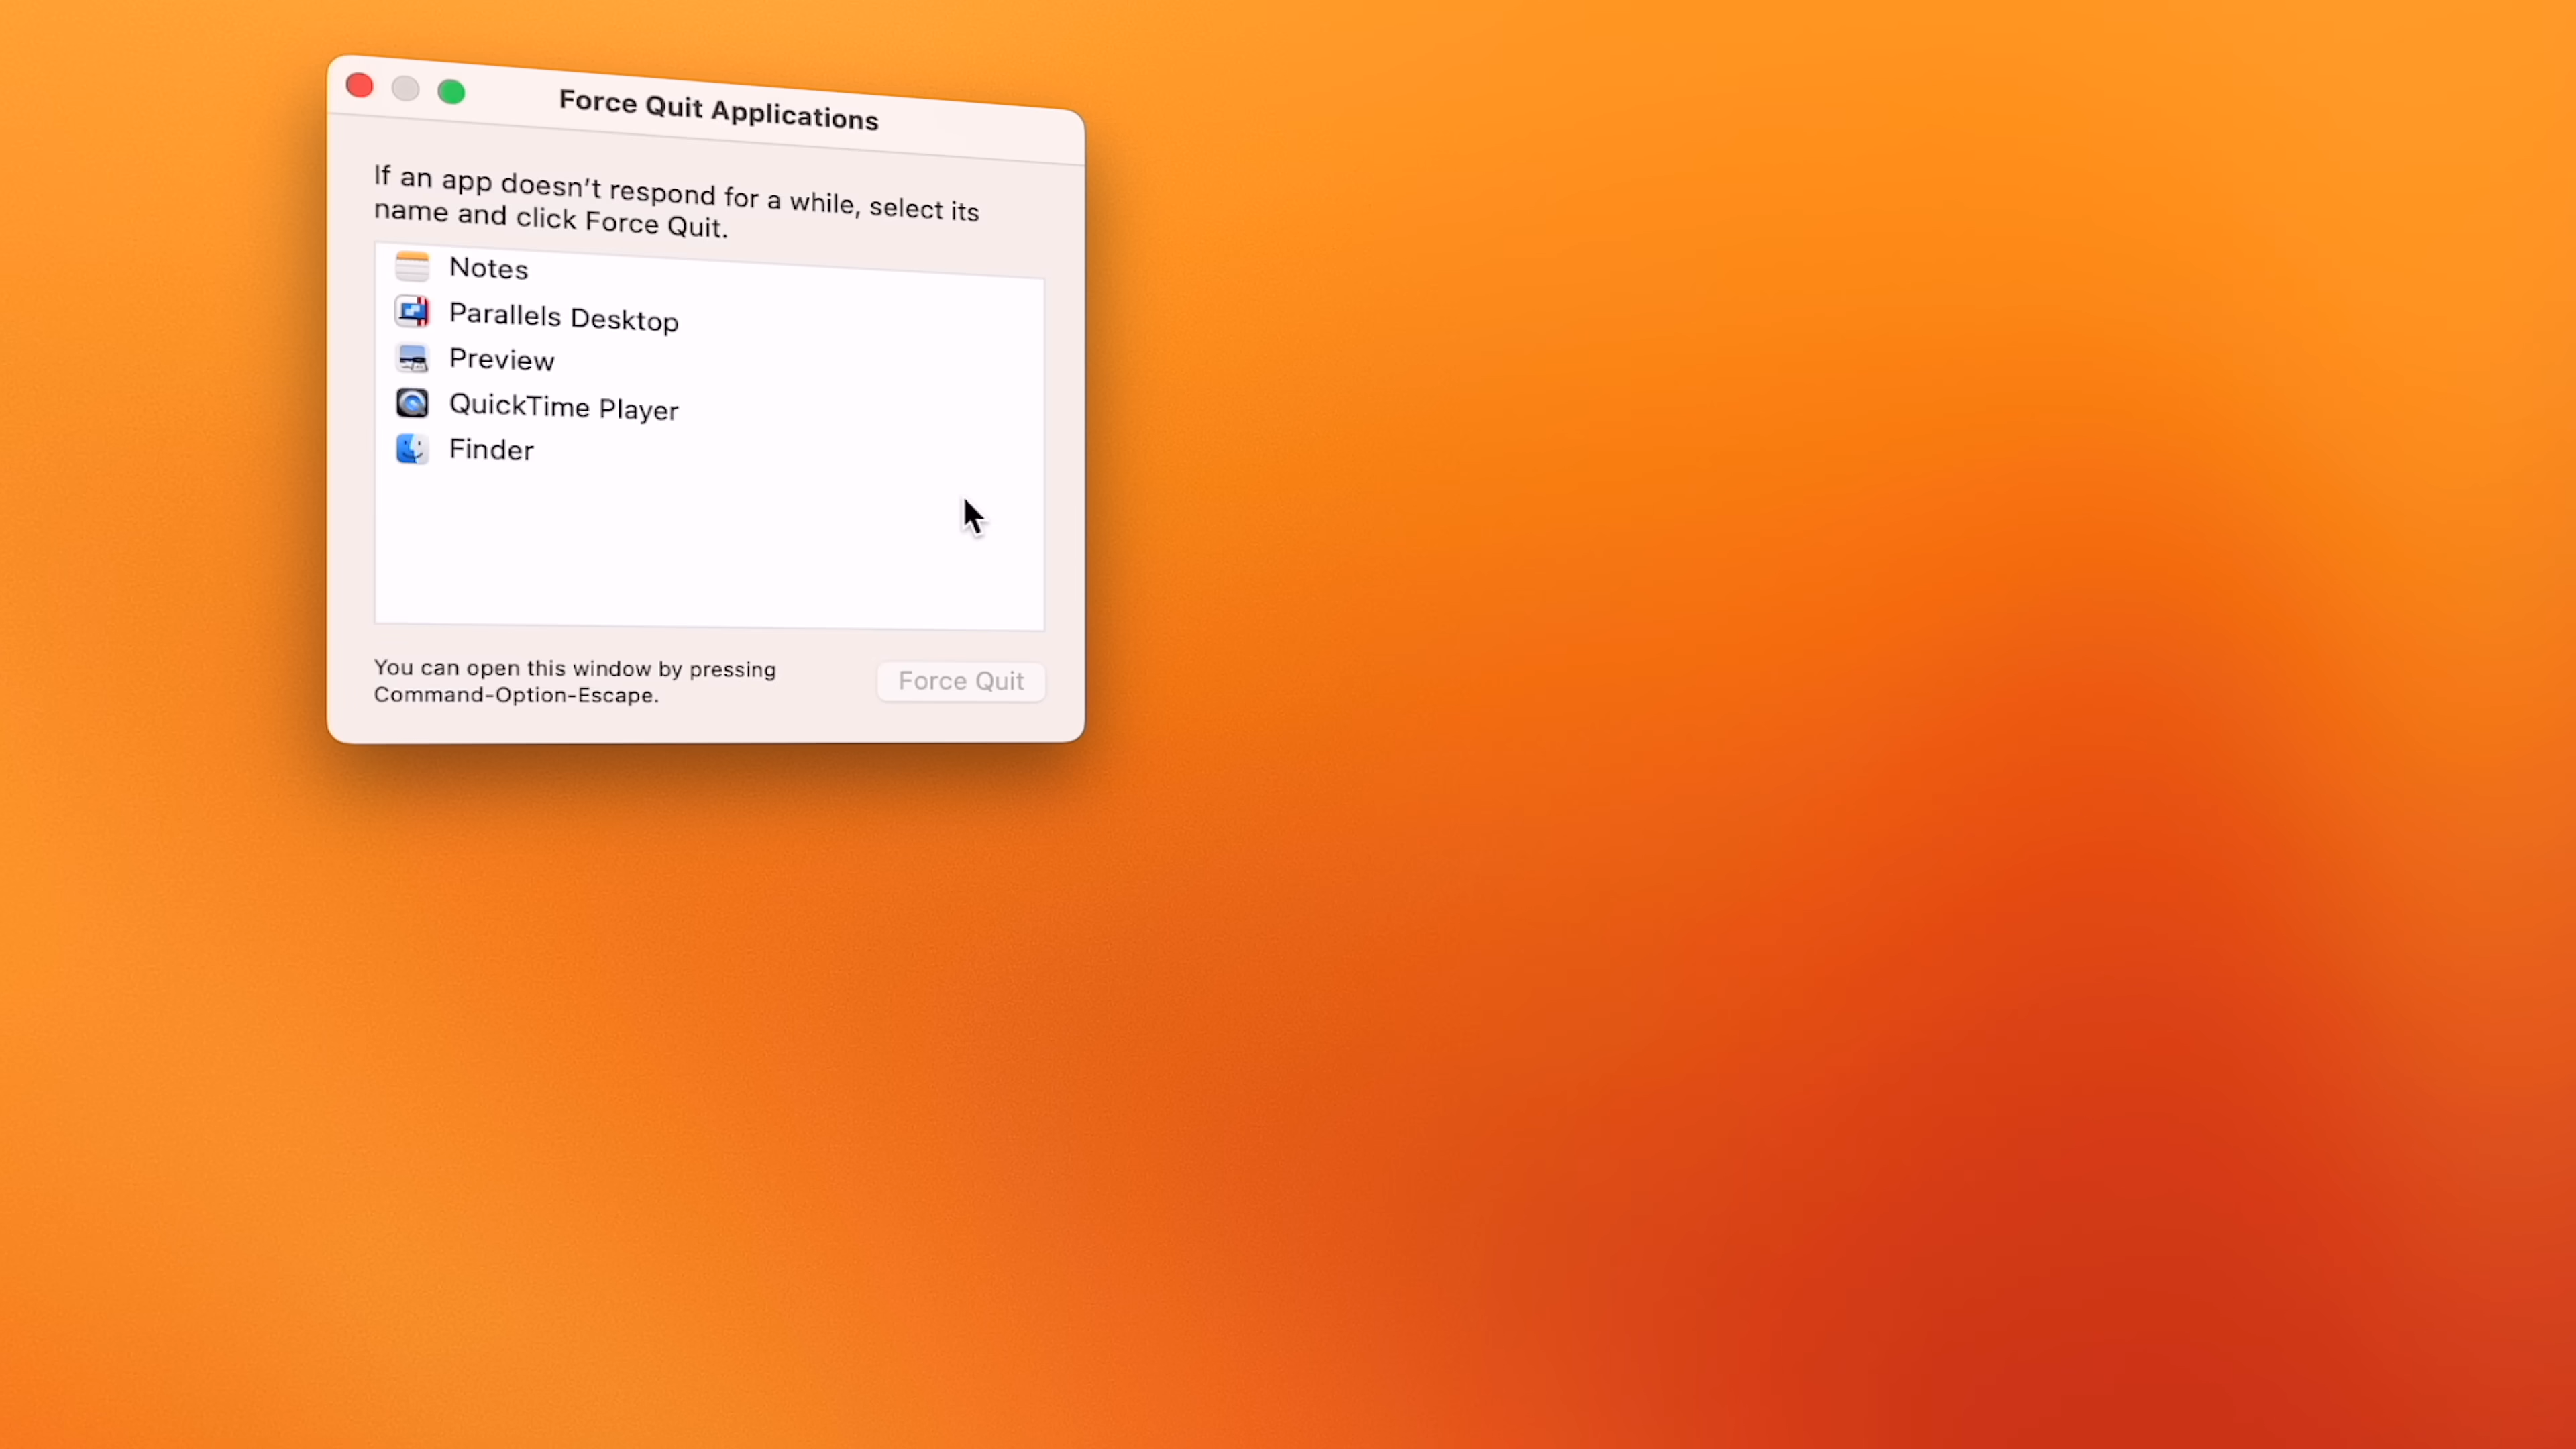 Force Quit Applications
If an app doesn't respond for a while, select its
name and click Force Quit.
Notes
Parallels Desktop
Preview
QuickTime Player
Finder
You can open this window by pressing
Command-Option-Escape.
Force Quit